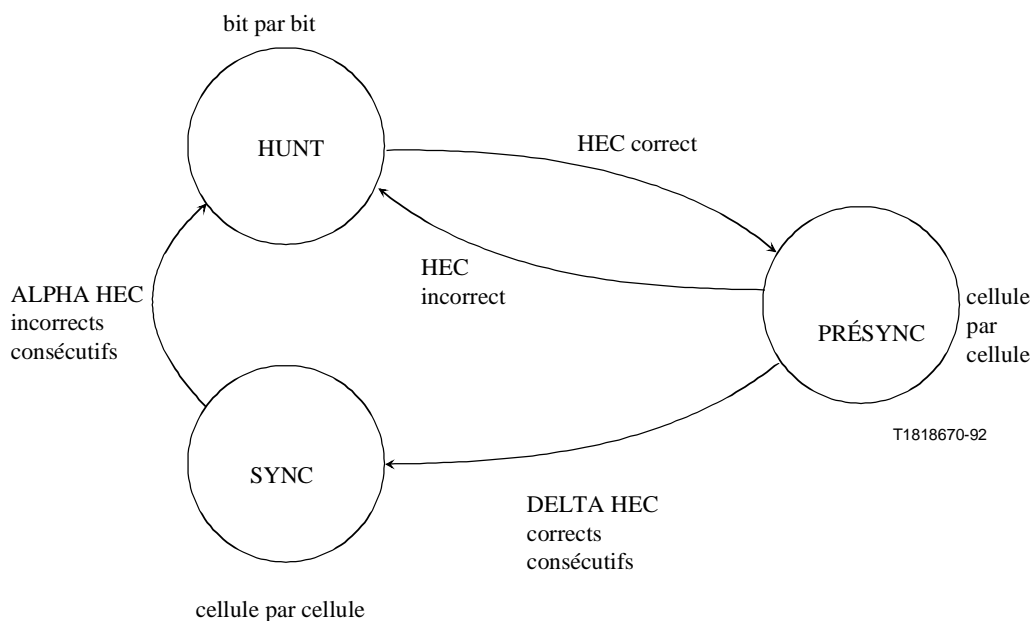 bit par bit
HUNT
HEC correct
HEC
incorrect
ALPHA HEC
incorrects
consécutifs
PRÉSYNC
cellule
par
cellule
T1818670-92
SYNC
DELTA HEC
corrects
consécutifs
cellule par cellule